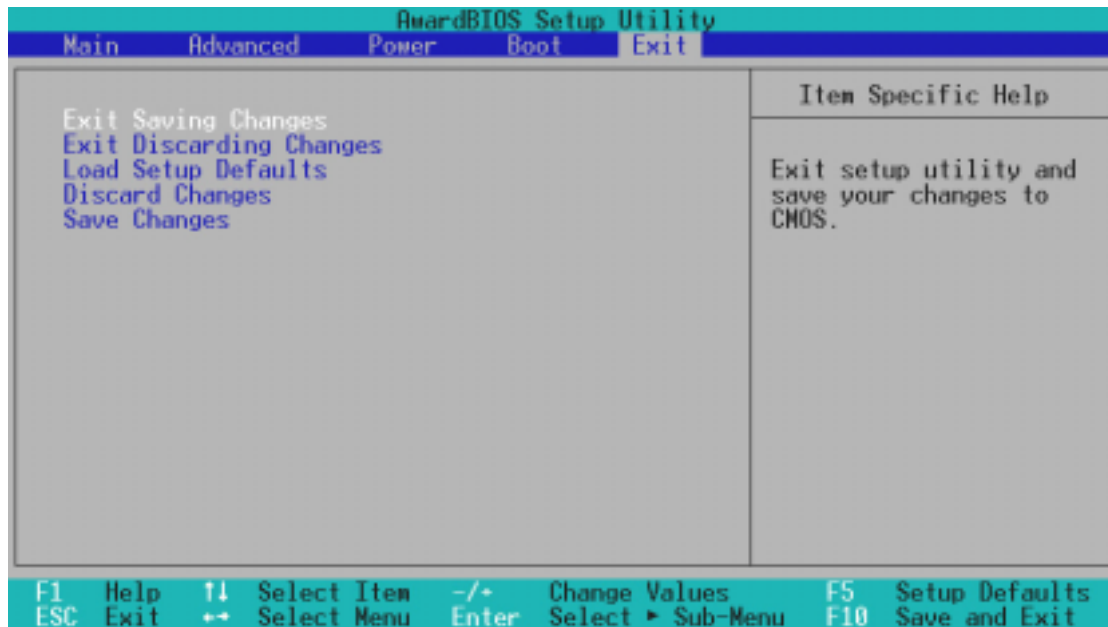 AwardBIOS Setup Utility
Main Advanced Power Boot Exit
Exit Saving Changes
Exit Discarding Changes
Load Setup Defaults
Discard Changes
Save Changes
Item Specific Help
Exit setup utility and
save your changes to
CMOS.
F1 Help ↑↓ Select Item -/+ Change Values F5 Setup Defaults
ESC Exit ←→ Select Menu Enter Select ► Sub-Menu F10 Save and Exit